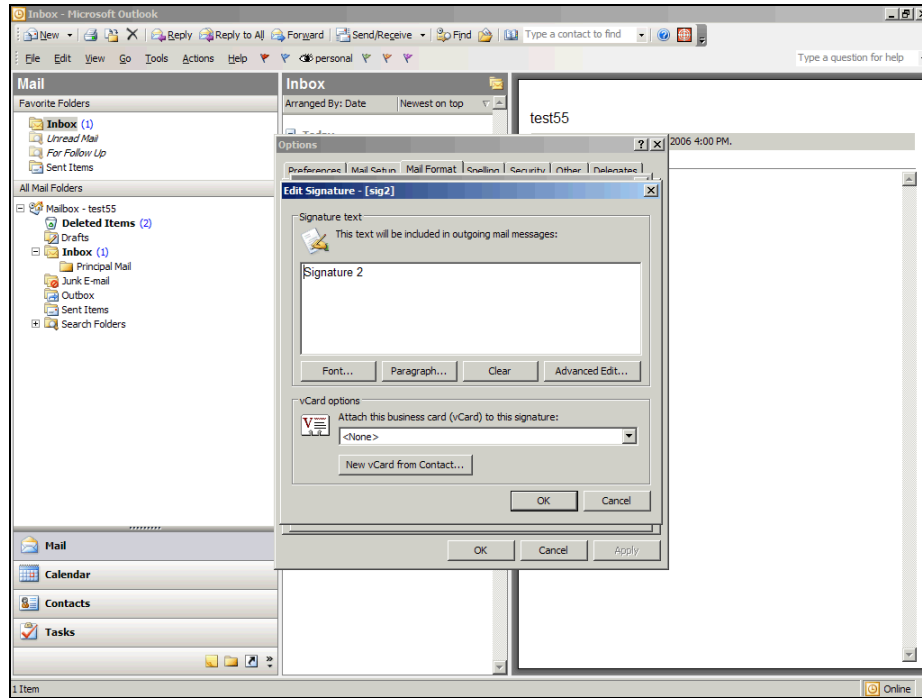 Inbox - Microsoft Outlook
New Reply Reply to All Forward Send/Receive Find Type a contact to find
File Edit View Go Tools Actions Help personal Type a question for help
Mail
Favorite Folders
Inbox (1)
Unread Mail
For Follow Up
Sent Items
All Mail Folders
Mailbox - test55
Deleted Items (2)
Drafts
Inbox (1)
Principal Mail
Junk E-mail
Outbox
Sent Items
Search Folders
Mail
Calendar
Contacts
Tasks
Inbox
Arranged By: Date Newest on top
Today
test55
2006 4:00 PM.
Options
Preferences Mail Setup Mail Format Spelling Security Other Delegates
Edit Signature - [sig2]
Signature text
This text will be included in outgoing mail messages:
Signature 2
Font... Paragraph... Clear Advanced Edit...
vCard options
Attach this business card (vCard) to this signature:
<None>
New vCard from Contact...
OK Cancel
OK Cancel Apply
1 Item Online